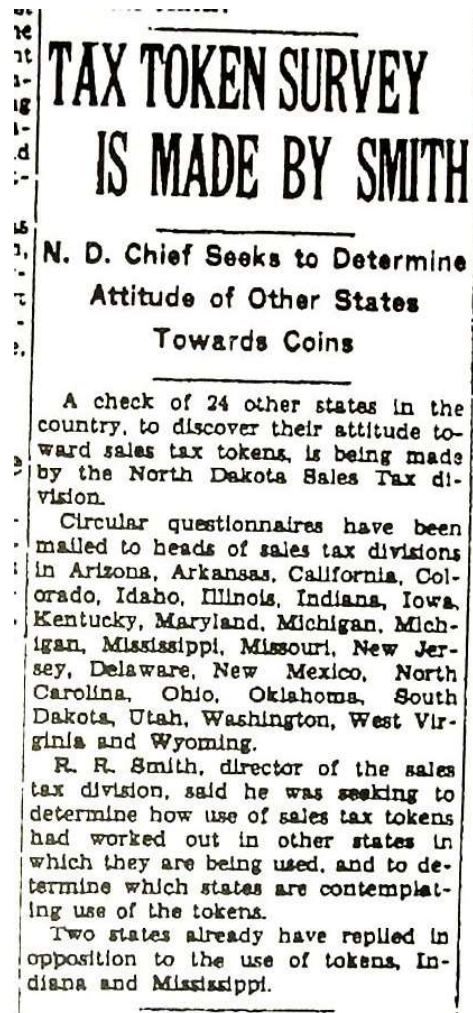 TAX TOKEN SURVEY
IS MADE BY SMITH
N. D. Chief Seeks to Determine
Attitude of Other States
Towards Coins
A check of 24 other states in the
country, to discover their attitude to-
ward sales tax tokens, is being made
by the North Dakota Sales Tax di-
vision.
Circular questionnaires have been
mailed to heads of sales tax divisions
in Arizona, Arkansas, California, Col-
orado, Idaho, Illinois, Indiana, Iowa,
Kentucky, Maryland, Michigan, Mich-
igan, Mississippi, Missouri, New Jer-
sey, Delaware, New Mexico, North
Carolina, Ohio, Oklahoma, South
Dakota, Utah, Washington, West Vir-
ginia and Wyoming.
R. R. Smith, director of the sales
tax division, said he was seeking to
determine how use of sales tax tokens
had worked out in other states in
which they are being used, and to de-
termine which states are contemplat-
ing use of the tokens.
Two states already have replied in
opposition to the use of tokens, In-
diana and Mississippi.